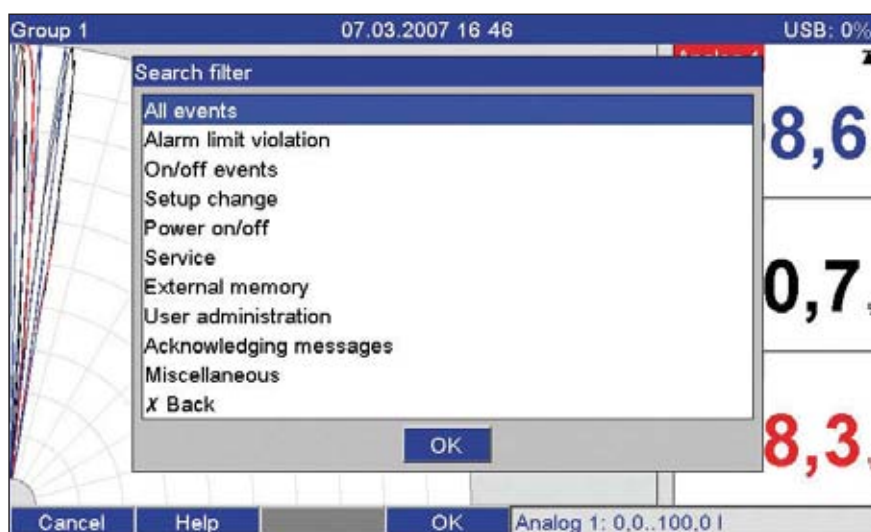 Group 1 07.03.2007 16 46 USB: 0%
Search filter
All events
Alarm limit violation
On/off events
Setup change
Power on/off
Service
External memory
User administration
Acknowledging messages
Miscellaneous
✗ Back
OK
8,6
0,7
8,3
Cancel Help OK Analog 1: 0,0..100,0 l